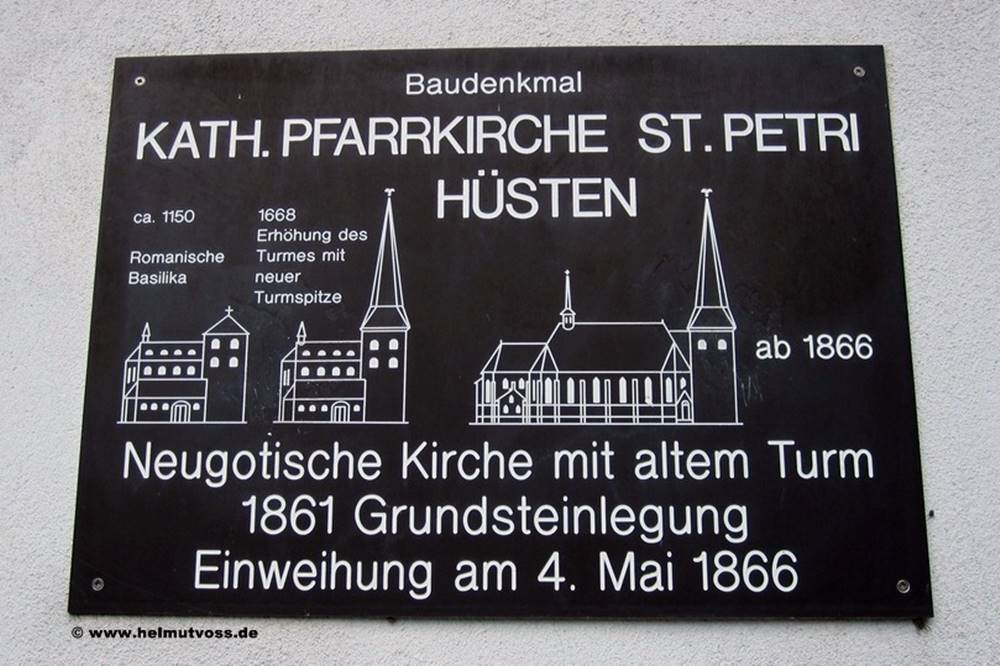 Baudenkmal
KATH. PFARRKIRCHE ST. PETRI
HÜSTEN
ca. 1150
Romanische
Basilika
1668
Erhöhung des
Turmes mit
neuer
Turmspitze
ab 1866
Neugotische Kirche mit altem Turm
1861 Grundsteinlegung
Einweihung am 4. Mai 1866
© www.helmutvoss.de